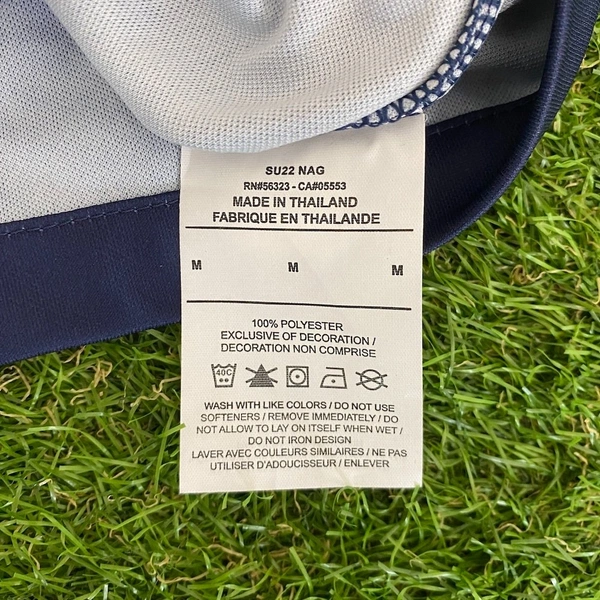 SU22 NAG
RN#56323 - CA#05553
MADE IN THAILAND
FABRIQUE EN THAILANDE
M M M
100% POLYESTER
EXCLUSIVE OF DECORATION /
DECORATION NON COMPRISE
40C
WASH WITH LIKE COLORS / DO NOT USE
SOFTENERS / REMOVE IMMEDIATELY / DO
NOT ALLOW TO LAY ON ITSELF WHEN WET /
DO NOT IRON DESIGN
LAVER AVEC COULEURS SIMILAIRES / NE PAS
UTILISER D'ADOUCISSEUR / ENLEVER